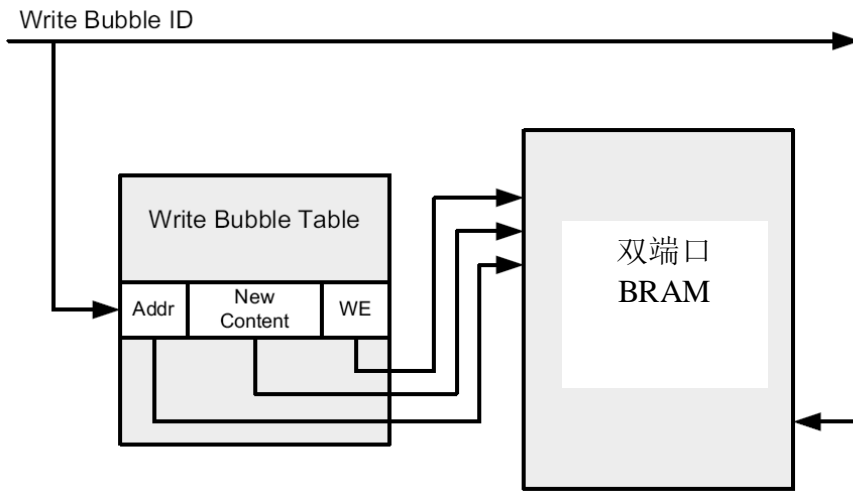 Write Bubble ID
Write Bubble Table
Addr
New
Content
WE
双端口
BRAM